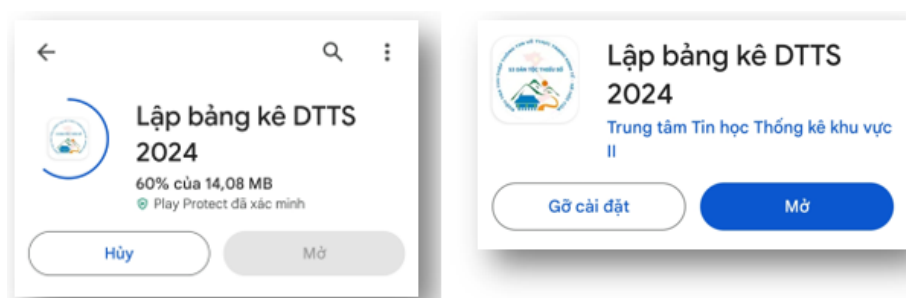 Lập bảng kê DTTS
2024
60% của 14,08 MB
Play Protect đã xác minh
Hủy
Mở
Lập bảng kê DTTS
2024
Trung tâm Tin học Thống kê khu vực
II
Gỡ cài đặt
Mở